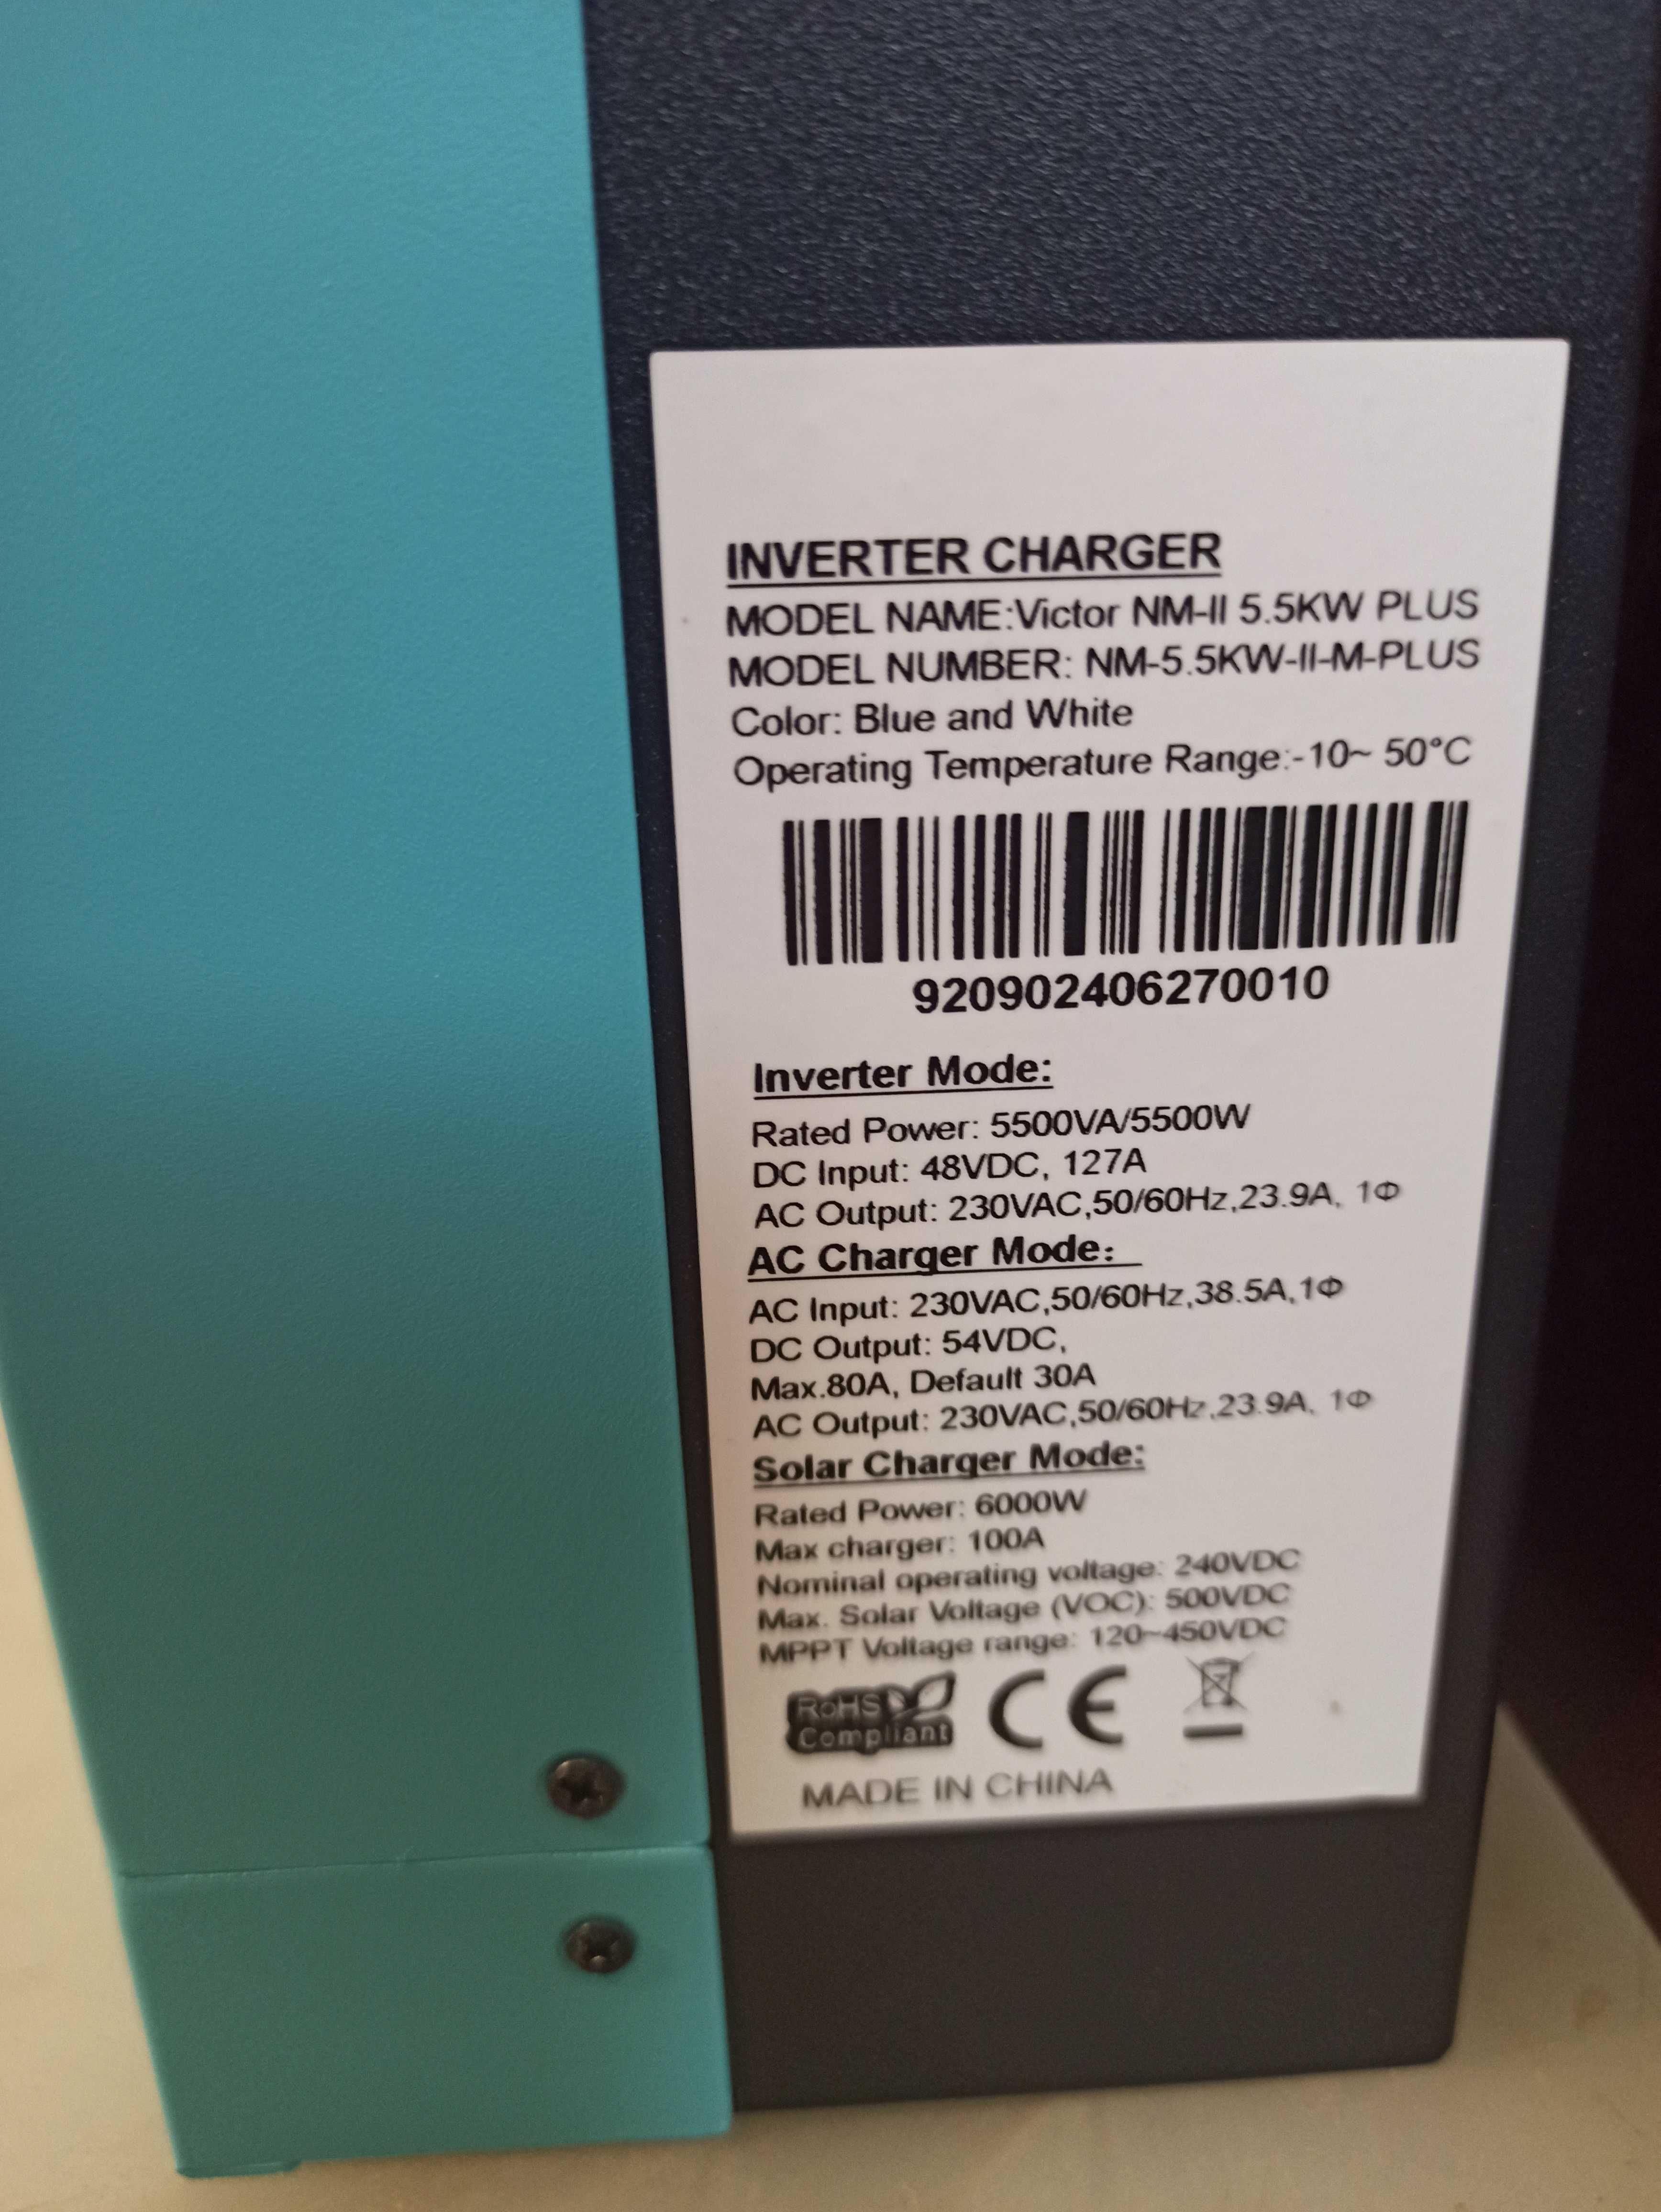 INVERTER CHARGER
MODEL NAME:Victor NM-II 5.5KW PLUS
MODEL NUMBER: NM-5.5KW-II-M-PLUS
Color: Blue and White
Operating Temperature Range:-10~ 50°C
920902406270010
Inverter Mode:
Rated Power: 5500VA/5500W
DC Input: 48VDC, 127A
AC Output: 230VAC,50/60Hz,23.9A, 1Φ
AC Charger Mode:
AC Input: 230VAC,50/60Hz,38.5A,1Φ
DC Output: 54VDC,
Max.80A, Default 30A
AC Output: 230VAC,50/60Hz,23.9A, 1Φ
Solar Charger Mode:
Rated Power: 6000W
Max charger: 100A
Nominal operating voltage: 240VDC
Max. Solar Voltage (VOC): 500VDC
MPPT Voltage range: 120~450VDC
RoHS
Compliant
CE
MADE IN CHINA